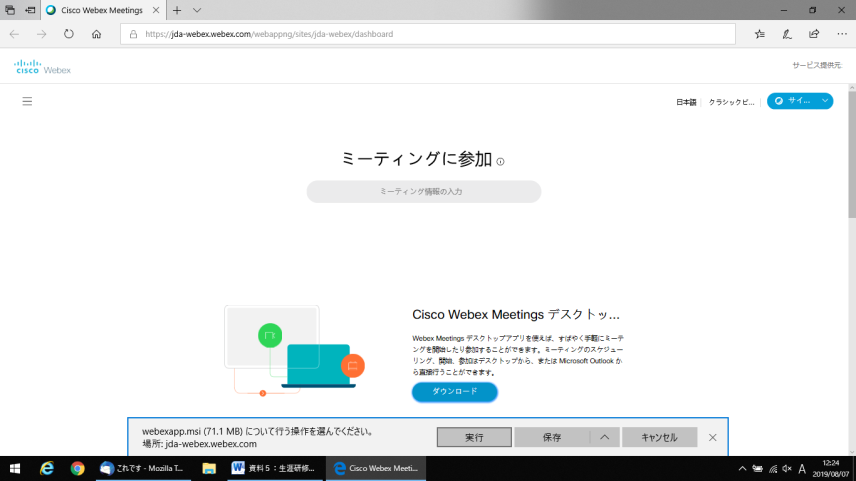 Cisco Webex Meetings
https://jda-webex.webex.com/webappng/sites/jda-webex/dashboard
CISCO Webex
サービス提供元
日本語
クラシックビ...
サイ...
ミーティングに参加
ミーティング情報の入力
Cisco Webex Meetings デスクトッ...
Webex Meetings デスクトップアプリを使えば、すばやく手軽にミーテ
ィングを開始したり参加することができます。ミーティングのスケジュー
リング、開始、参加はデスクトップから、または Microsoft Outlook か
ら直接行うことができます。
ダウンロード
webexapp.msi (71.1 MB) について行う操作を選んでください。
場所: jda-webex.webex.com
実行
保存
キャンセル
これです - Mozilla T...
資料5：生涯研修...
Cisco Webex Meeti...
A
12:24
2019/08/07